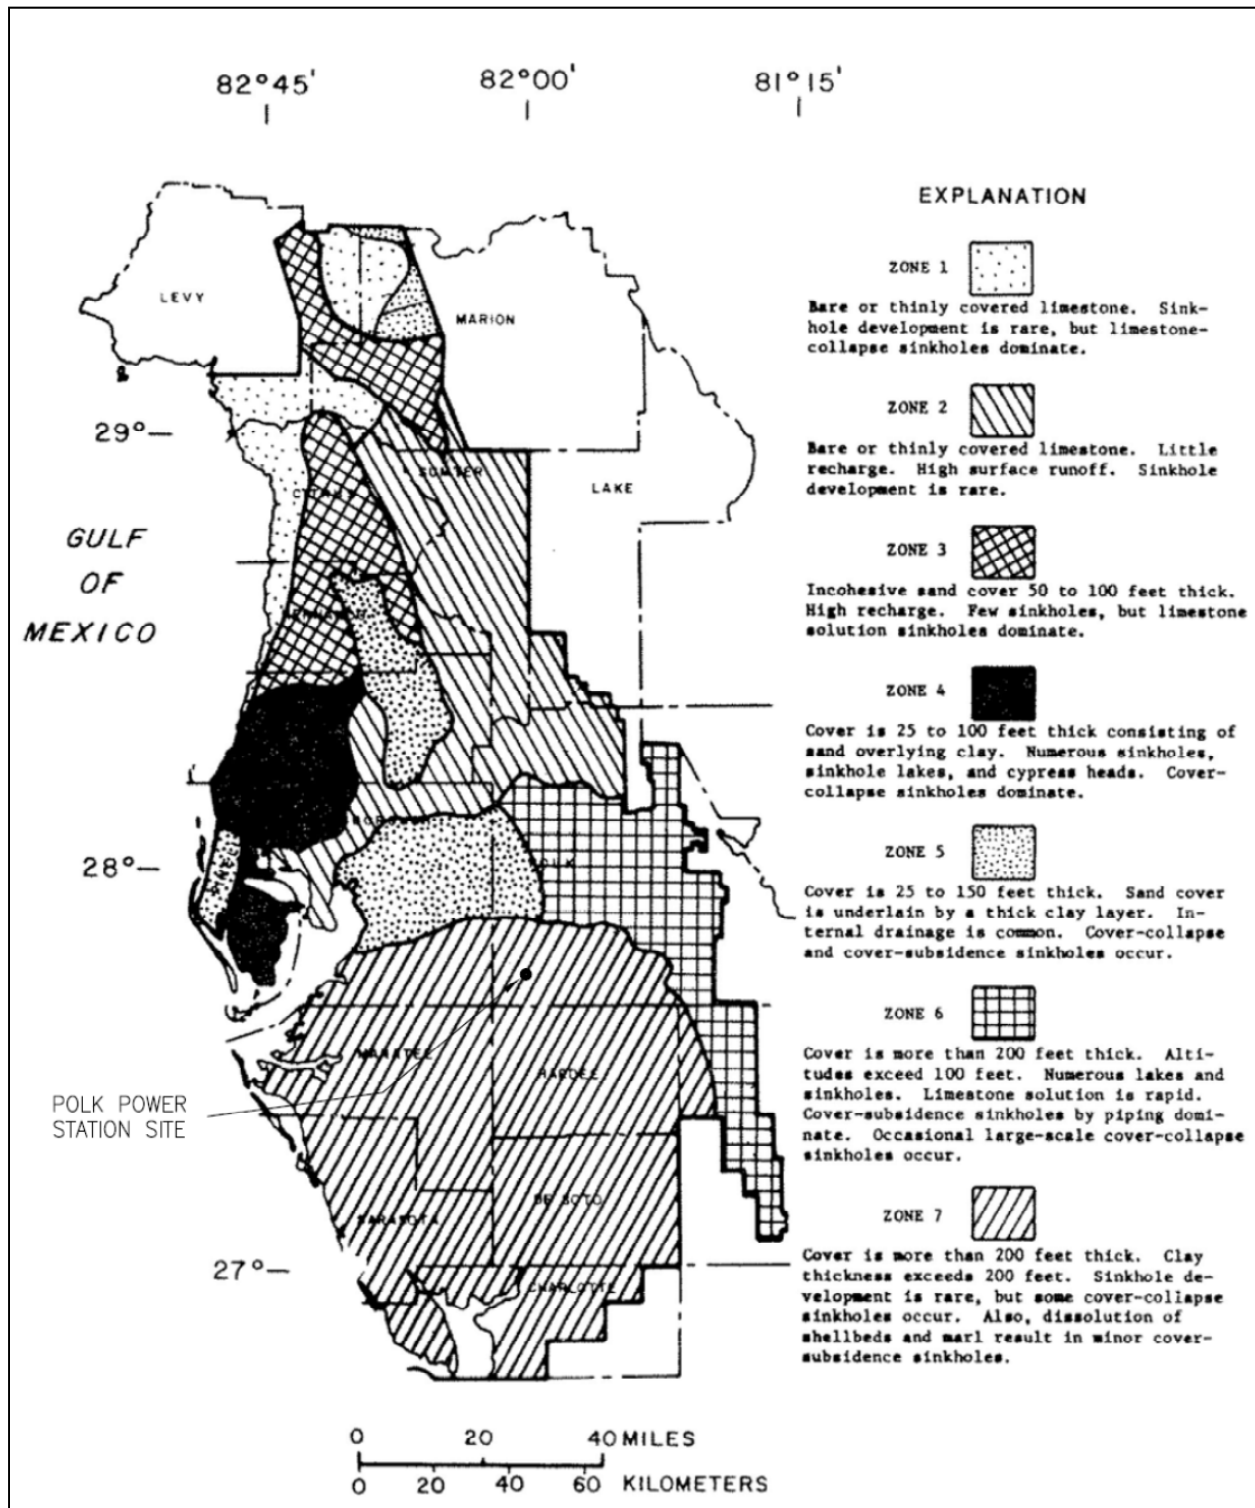 82°45'
82°00'
81°15'
EXPLANATION
ZONE 1
Bare or thinly covered limestone. Sink-
hole development is rare, but limestone-
collapse sinkholes dominate.
ZONE 2
Bare or thinly covered limestone. Little
recharge. High surface runoff. Sinkhole
development is rare.
ZONE 3
Incohesive sand cover 50 to 100 feet thick.
High recharge. Few sinkholes, but limestone
solution sinkholes dominate.
ZONE 4
Cover is 25 to 100 feet thick consisting of
sand overlying clay. Numerous sinkholes,
sinkhole lakes, and cypress heads. Cover-
collapse sinkholes dominate.
ZONE 5
Cover is 25 to 150 feet thick. Sand cover
is underlain by a thick clay layer. In-
ternal drainage is common. Cover-collapse
and cover-subsidence sinkholes occur.
ZONE 6
Cover is more than 200 feet thick. Alti-
tudes exceed 100 feet. Numerous lakes and
sinkholes. Limestone solution is rapid.
Cover-subsidence sinkholes by piping domi-
nate. Occasional large-scale cover-collapse
sinkholes occur.
ZONE 7
Cover is more than 200 feet thick. Clay
thickness exceeds 200 feet. Sinkhole de-
velopment is rare, but some cover-collapse
sinkholes occur. Also, dissolution of
shellbeds and marl result in minor cover-
subsidence sinkholes.
LEVY
MARION
29°
SUMTER
LAKE
CITRUS
GULF
OF
MEXICO
28°
POLK
MANATEE
HARDEE
POLK POWER
STATION SITE
DE SOTO
SARASOTA
27°
CHARLOTTE
0 20 40 MILES
0 20 40 60 KILOMETERS